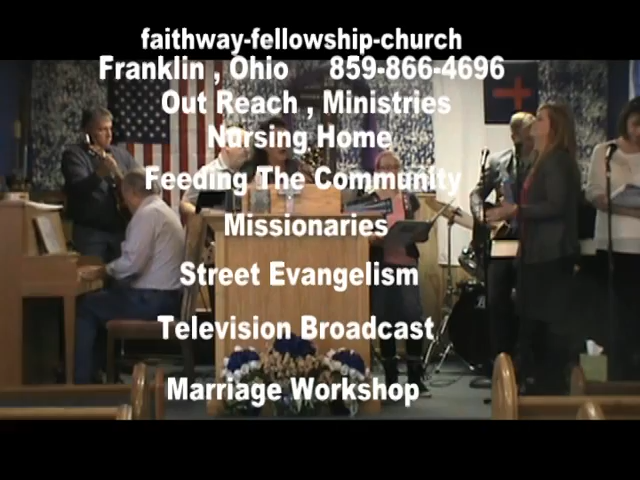 faithway-fellowship-church
Franklin , Ohio 859-866-4696
Out Reach , Ministries
Nursing Home
Feeding The Community
Missionaries
Street Evangelism
Television Broadcast
Marriage Workshop